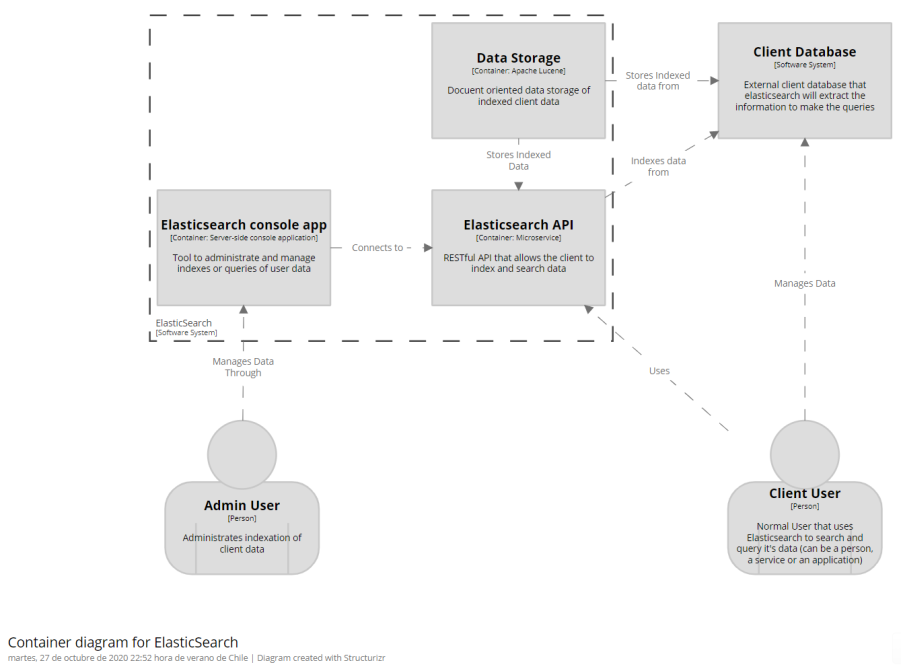 Data Storage
[Container: Apache Lucene]
Docuent oriented data storage of
indexed client data
Client Database
[Software System]
External client database that
elasticsearch will extract the
information to make the queries
Stores Indexed
data from
Stores Indexed
Data
Indexes data
from
Elasticsearch console app
[Container: Server-side console application]
Tool to administrate and manage
indexes or queries of user data
Connects to
Elasticsearch API
[Container: Microservice]
RESTful API that allows the client to
index and search data
Manages Data
ElasticSearch
[Software System]
Manages Data
Through
Uses
Admin User
[Person]
Administrates indexation of
client data
Client User
[Person]
Normal User that uses
Elasticsearch to search and
query it's data (can be a person,
a service or an application)
Container diagram for ElasticSearch
martes, 27 de octubre de 2020 22:52 hora de verano de Chile | Diagram created with Structurizr